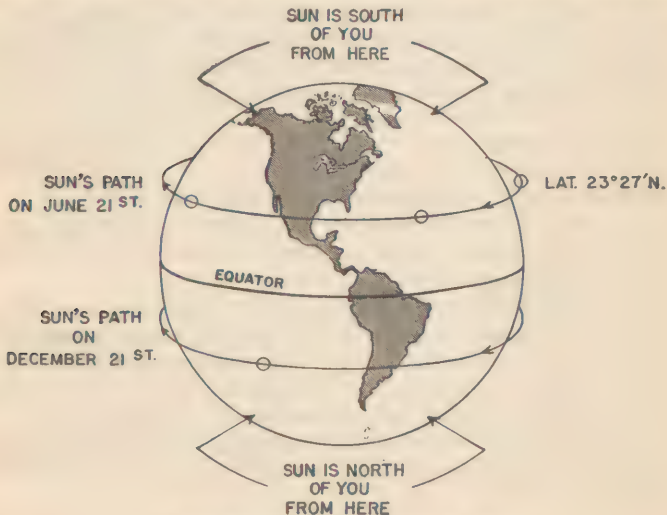 SUN IS SOUTH
OF YOU
FROM HERE
SUN'S PATH
ON JUNE 21 ST.
LAT. 23°27'N.
EQUATOR
SUN'S PATH
ON
DECEMBER 21 ST.
SUN IS NORTH
OF YOU
FROM HERE